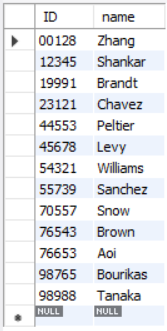 ID name
00128 Zhang
12345 Shankar
19991 Brandt
23121 Chavez
44553 Peltier
45678 Levy
54321 Williams
55739 Sanchez
70557 Snow
76543 Brown
76653 Aoi
98765 Bourikas
98988 Tanaka
NULL NULL